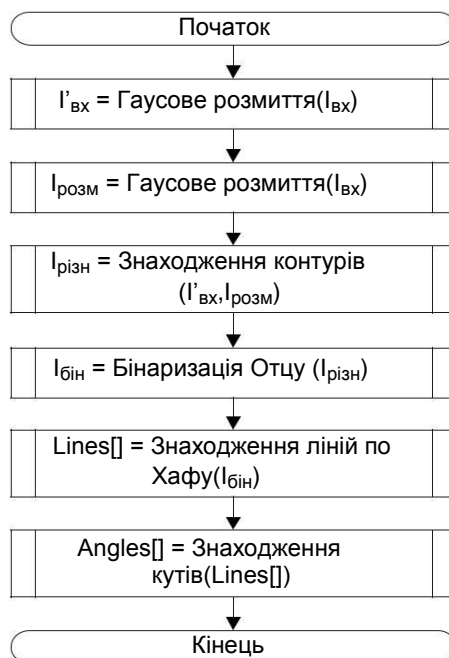 Початок
I'вх = Гаусове розмиття(Iвх)
Iрозм = Гаусове розмиття(Iвх)
Iрізн = Знаходження контурів
(I'вх,Iрозм)
Iбін = Бінаризація Отцу (Iрізн)
Lines[] = Знаходження ліній по
Хафу(Iбін)
Angles[] = Знаходження
кутів(Lines[])
Кінець